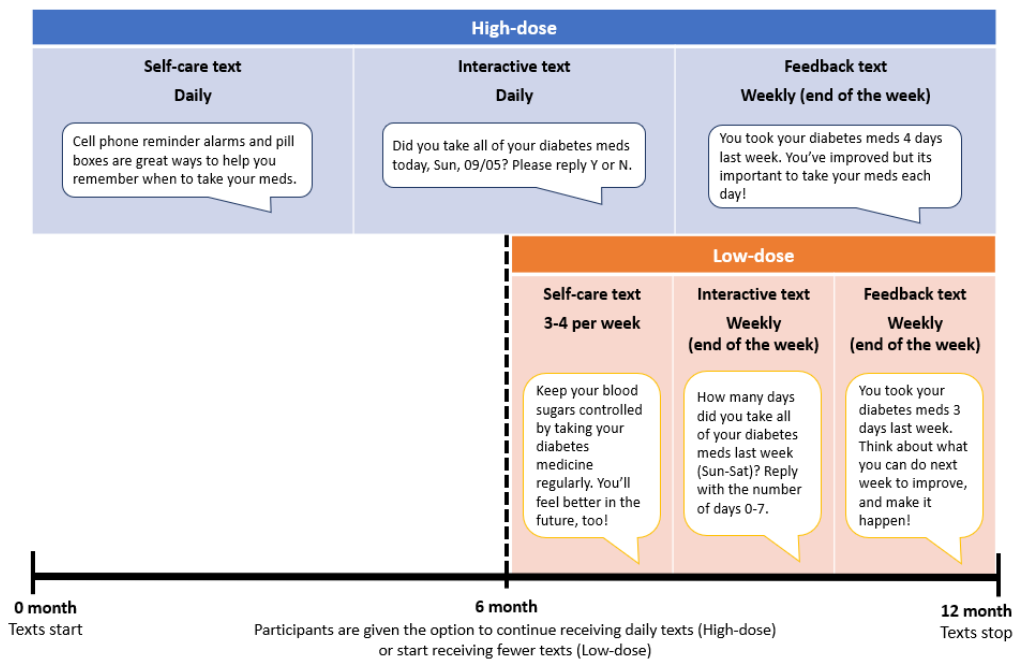 High-dose
Self-care text
Daily
Cell phone reminder alarms and pill
boxes are great ways to help you
remember when to take your meds.
Interactive text
Daily
Did you take all of your diabetes meds
today, Sun, 09/05? Please reply Y or N.
Feedback text
Weekly (end of the week)
You took your diabetes meds 4 days
last week. You've improved but its
important to take your meds each
day!
Low-dose
Self-care text
3-4 per week
Keep your blood
sugars controlled
by taking your
diabetes
medicine
regularly. You'll
feel better in the
future, too!
Interactive text
Weekly
(end of the week)
How many days
did you take all
of your diabetes
meds last week
(Sun-Sat)? Reply
with the number
of days 0-7.
Feedback text
Weekly
(end of the week)
You took your
diabetes meds 3
days last week.
Think about what
you can do next
week to improve,
and make it
happen!
0 month
Texts start
6 month
Participants are given the option to continue receiving daily texts (High-dose)
or start receiving fewer texts (Low-dose)
12 month
Texts stop